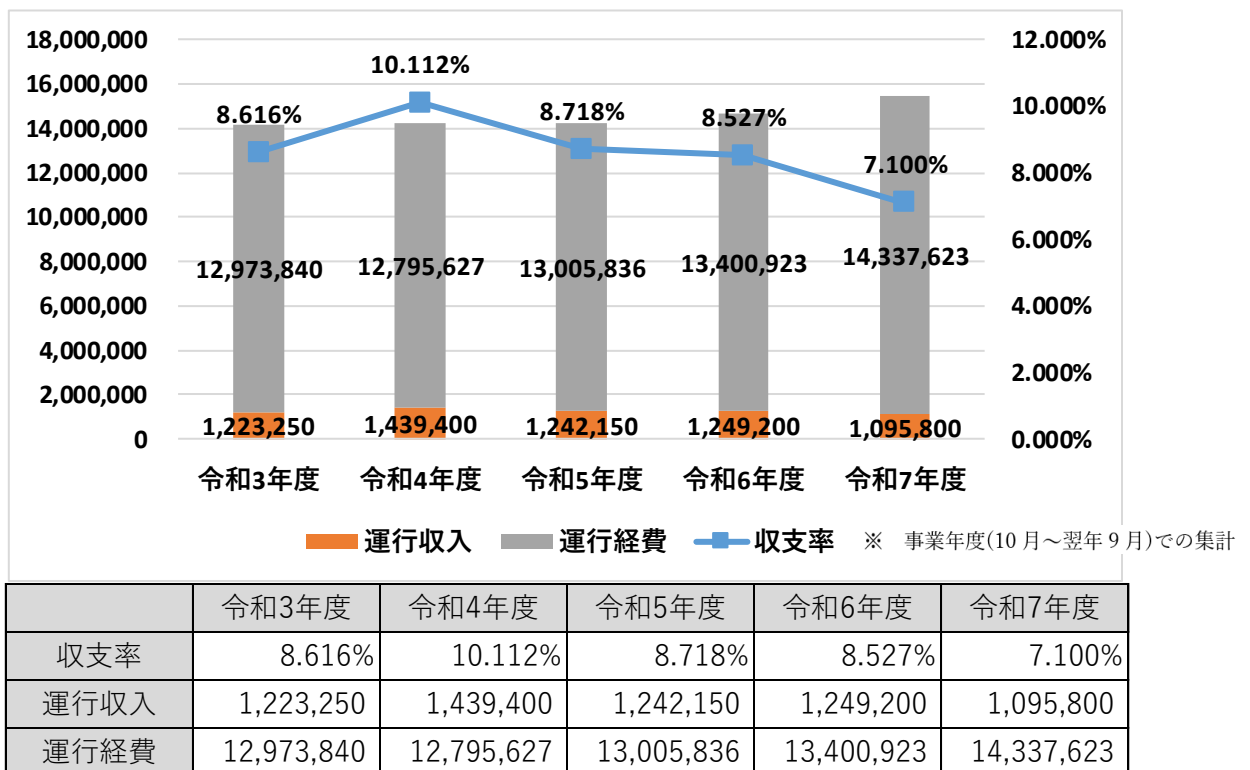 18,000,000
16,000,000
14,000,000
12,000,000
10,000,000
8,000,000
6,000,000
4,000,000
2,000,000
0
12.000%
10.000%
8.000%
6.000%
4.000%
2.000%
0.000%
8.616% 10.112% 8.718% 8.527% 7.100%
12,973,840 12,795,627 13,005,836 13,400,923 14,337,623
1,223,250 1,439,400 1,242,150 1,249,200 1,095,800
令和3年度 令和4年度 令和5年度 令和6年度 令和7年度
運行収入 運行経費 収支率 ※ 事業年度(10月～翌年9月)での集計
令和3年度 令和4年度 令和5年度 令和6年度 令和7年度
収支率 8.616% 10.112% 8.718% 8.527% 7.100%
運行収入 1,223,250 1,439,400 1,242,150 1,249,200 1,095,800
運行経費 12,973,840 12,795,627 13,005,836 13,400,923 14,337,623